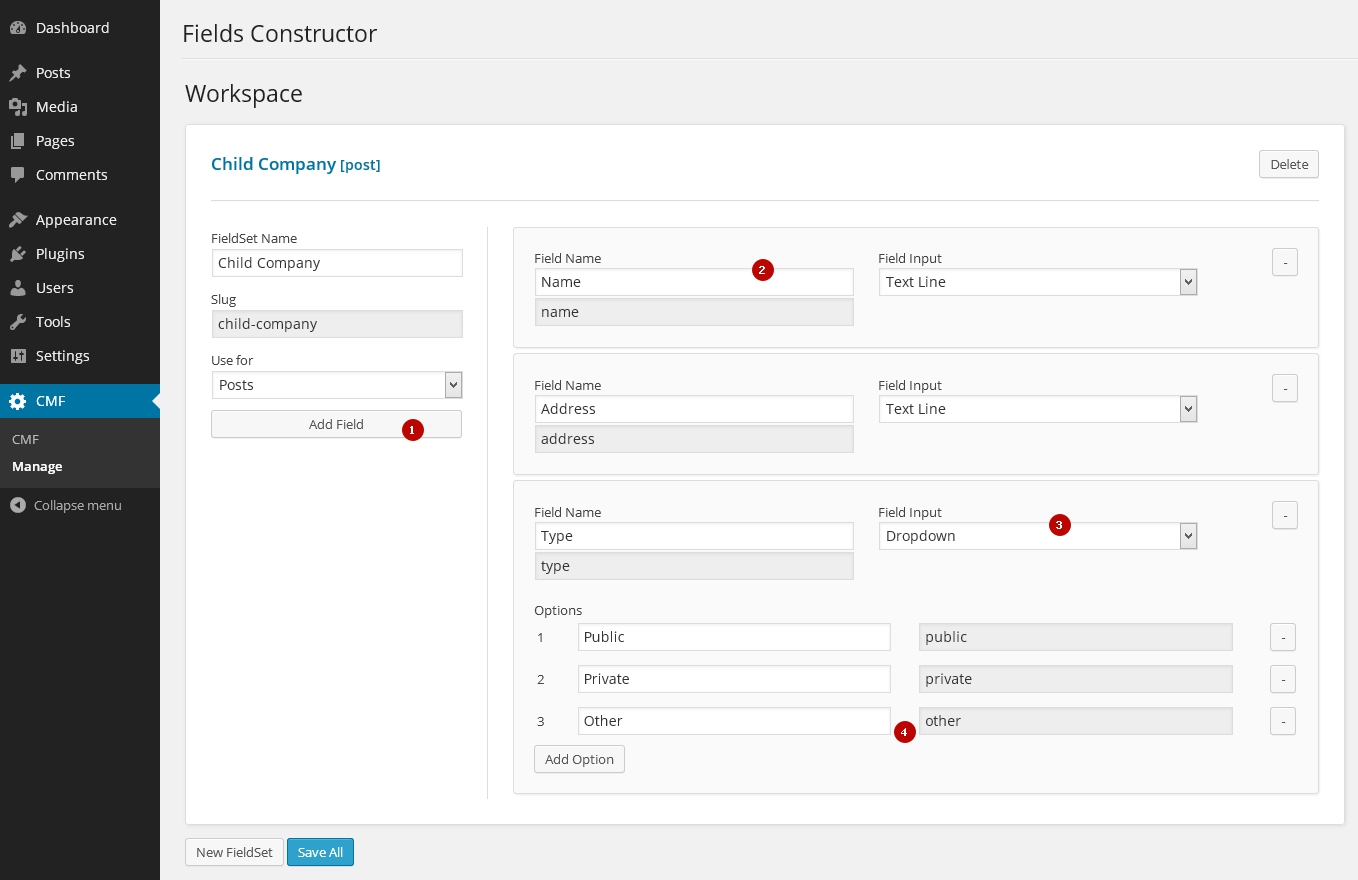 Dashboard
Posts
Media
Pages
Comments
Appearance
Plugins
Users
Tools
Settings
CMF
CMF
Manage
Collapse menu
Fields Constructor
Workspace
Child Company [post]
Delete
FieldSet Name
Child Company
Slug
child-company
Use for
Posts
Add Field
1
Field Name
Field Input
2
Name
Text Line
-
name
Field Name
Field Input
Address
Text Line
-
address
Field Name
Field Input
3
Type
Dropdown
-
type
Options
1 Public public -
2 Private private -
3 Other other -
4
Add Option
New FieldSet Save All